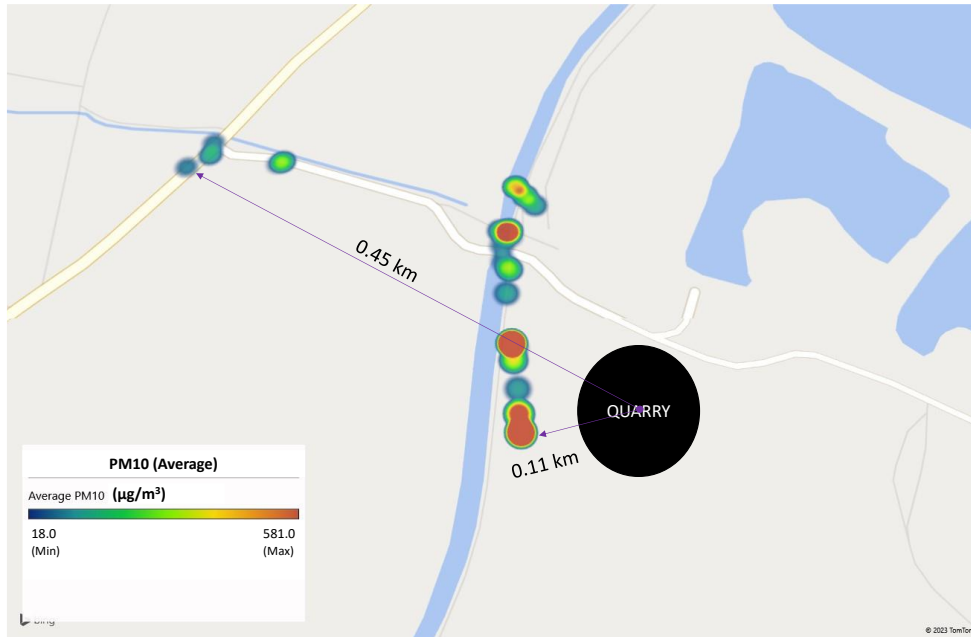 0.45 km
QUARRY
0.11 km
PM10 (Average)
Average PM10 (µg/m³)
18.0 581.0
(Min) (Max)
© 2023 TomTom